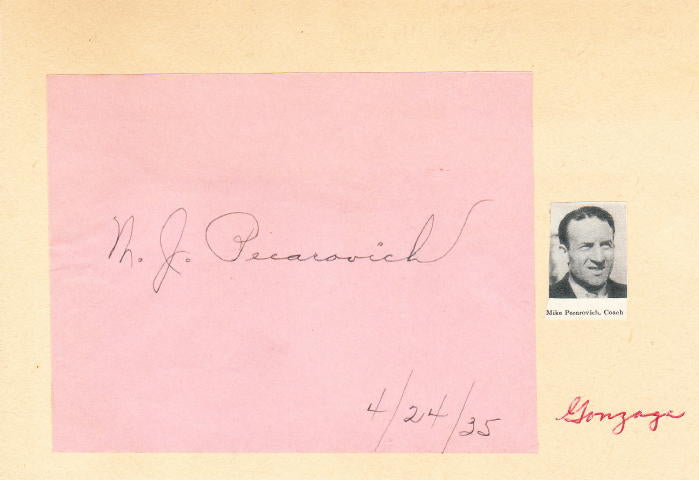 M. J. Pecarovich
Mike Pecarovich, Coach
4/24/35
Gonzaga